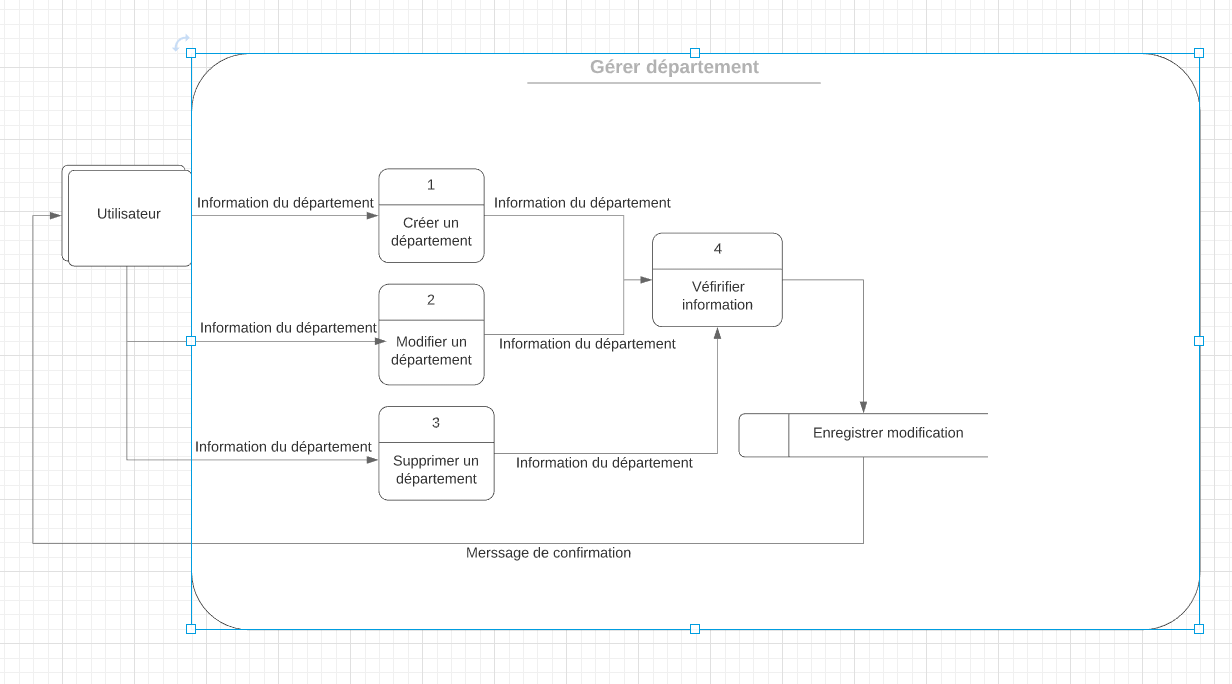 Gérer département
Utilisateur
Information du département
1
Créer un
département
Information du département
4
Véfirifier
information
Information du département
2
Modifier un
département
Information du département
Information du département
3
Supprimer un
département
Information du département
Enregistrer modification
Merssage de confirmation